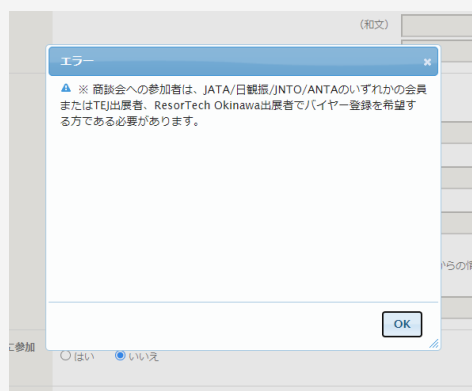 (和文)
エラー
※ 商談会への参加者は、JATA/日観振/JNTO/ANTAのいずれかの会員
またはTEJ出展者、ResorTech Okinawa出展者でバイヤー登録を希望す
る方である必要があります。
からの情
OK
に参加
はい いいえ